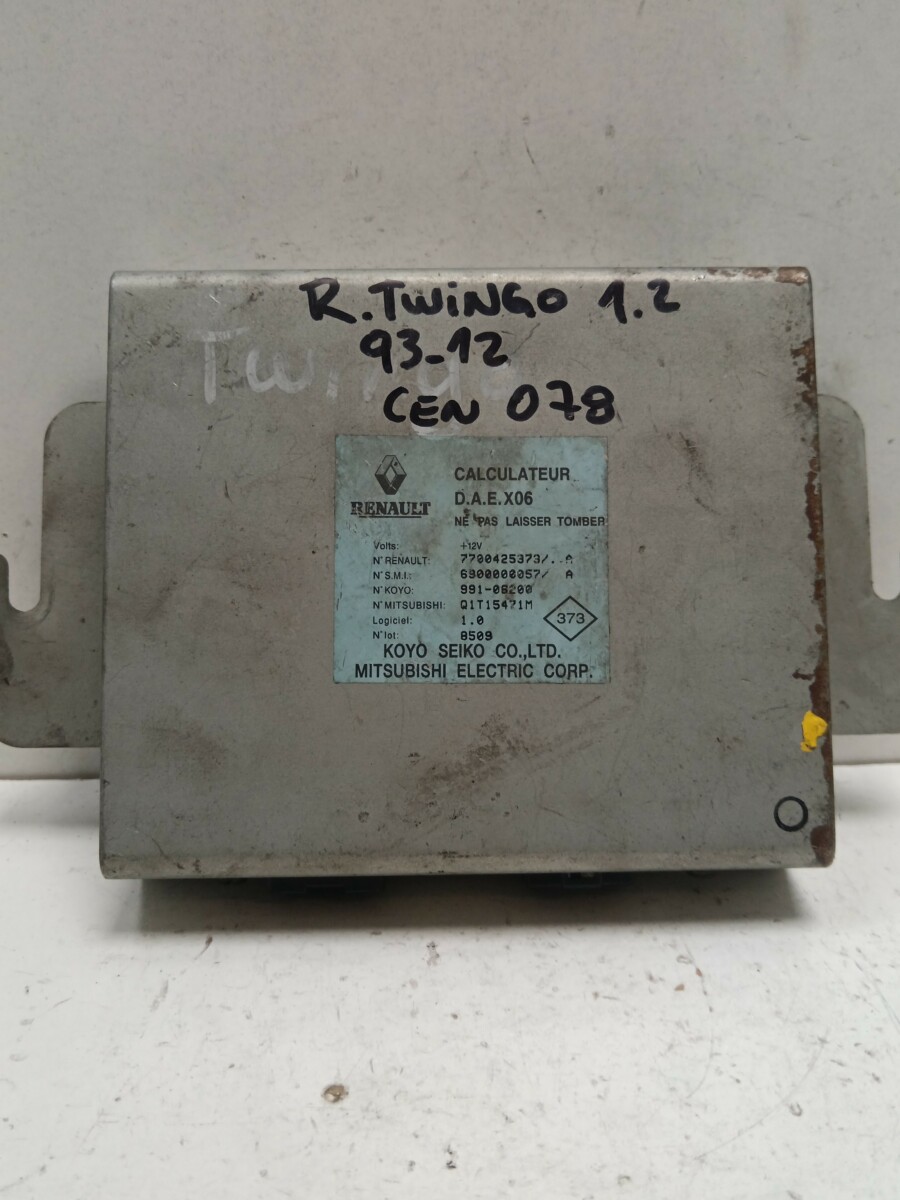 R. TWINGO 1.2
93-12
Twingo
CEN 078
RENAULT
CALCULATEUR
D.A.E.X06
NE PAS LAISSER TOMBER
Volts: +12V
N° RENAULT: 7700425373/..A
N° S.M.I.: 6900000057/ A
N° KOYO: 991-06200
N° MITSUBISHI: Q1T15471M
Logiciel: 1.0
373
N° lot: 8509
KOYO SEIKO CO.,LTD.
MITSUBISHI ELECTRIC CORP.